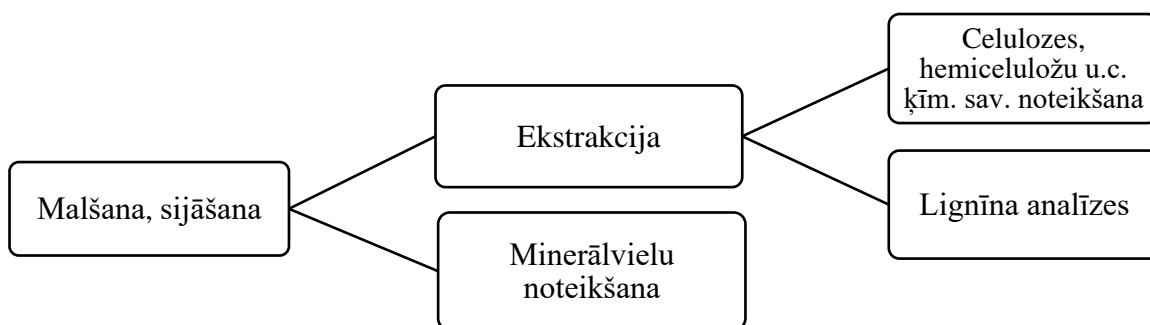 Malšana, sijāšana
Ekstrakcija
Minerālvielu
noteikšana
Celulozes,
hemiceluložu u.c.
ķīm. sav. noteikšana
Lignīna analīzes